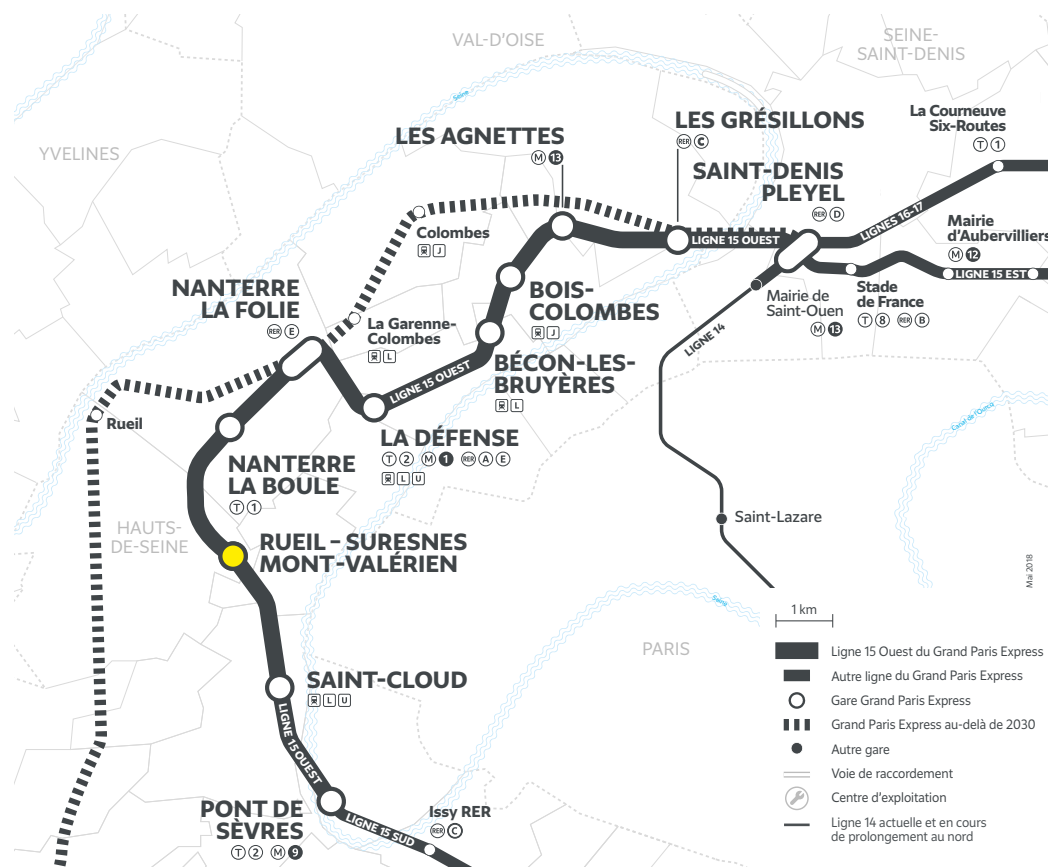 VAL-D'OISE
SEINE-
SAINT-DENIS
YVELINES
Seine
LES AGNETTES
M 13
LES GRÉSILLONS
RER C
La Courneuve
Six-Routes
T 1
SAINT-DENIS
PLEYEL
RER D
LIGNES 16-17
Mairie
d'Aubervilliers
M 12
LIGNE 15 OUEST
LIGNE 15 EST
Colombes
J
Stade
de France
T 8 RER B
Mairie de
Saint-Ouen
M 13
NANTERRE
LA FOLIE
RER E
BOIS-
COLOMBES
J
La Garenne-
Colombes
L
LIGNE 14
BÉCON-LES-
BRUYÈRES
L
LIGNE 15 OUEST
Rueil
LA DÉFENSE
T 2 M 1 RER A E
L U
Canal de l'Ourcq
NANTERRE
LA BOULE
T 1
HAUTS-
DE-SEINE
Saint-Lazare
RUEIL – SURESNES
MONT-VALÉRIEN
Mai 2018
Seine
PARIS
SAINT-CLOUD
L U
LIGNE 15 OUEST
PONT DE
SÈVRES
T 2 M 9
LIGNE 15 SUD
Issy RER
RER C
1 km
Ligne 15 Ouest du Grand Paris Express
Autre ligne du Grand Paris Express
Gare Grand Paris Express
Grand Paris Express au-delà de 2030
Autre gare
Voie de raccordement
Centre d'exploitation
Ligne 14 actuelle et en cours
de prolongement au nord